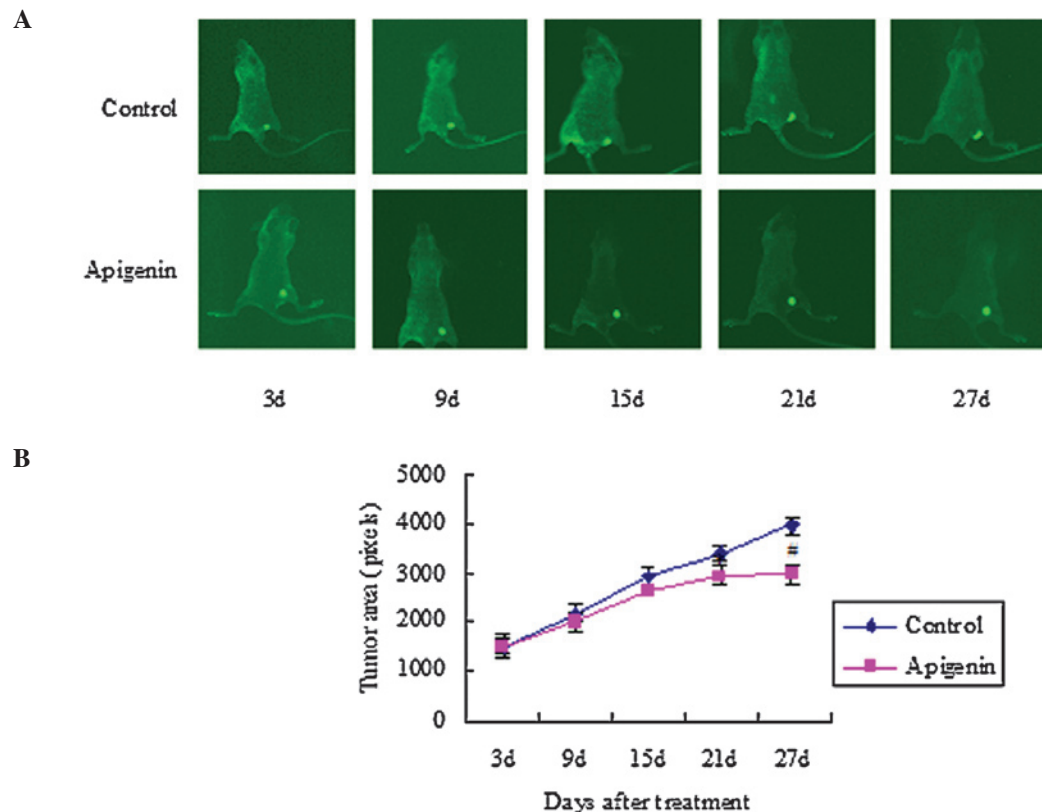 A
Control
Apigenin
3d 9d 15d 21d 27d
B
5000
4000
3000
2000
1000
0
Tumor area (pixels)
#
Control
Apigenin
3d 9d 15d 21d 27d
Days after treatment